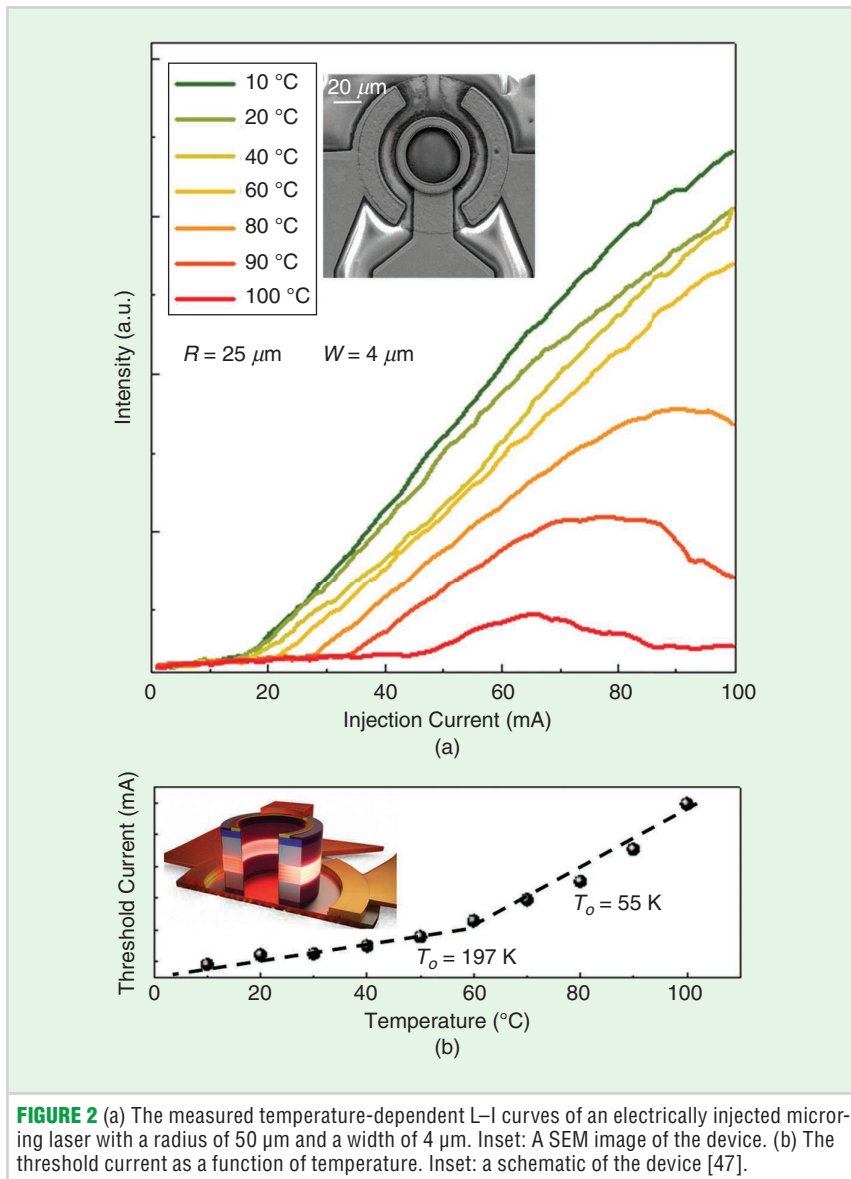 10 °C
20 °C
40 °C
60 °C
80 °C
90 °C
100 °C
20 μm
R = 25 μm W = 4 μm
Intensity (a.u.)
0 20 40 60 80 100
Injection Current (mA)
(a)
Threshold Current (mA)
To = 55 K
To = 197 K
0 20 40 60 80 100
Temperature (°C)
(b)
FIGURE 2 (a) The measured temperature-dependent L–I curves of an electrically injected micror-
ing laser with a radius of 50 μm and a width of 4 μm. Inset: A SEM image of the device. (b) The
threshold current as a function of temperature. Inset: a schematic of the device [47].